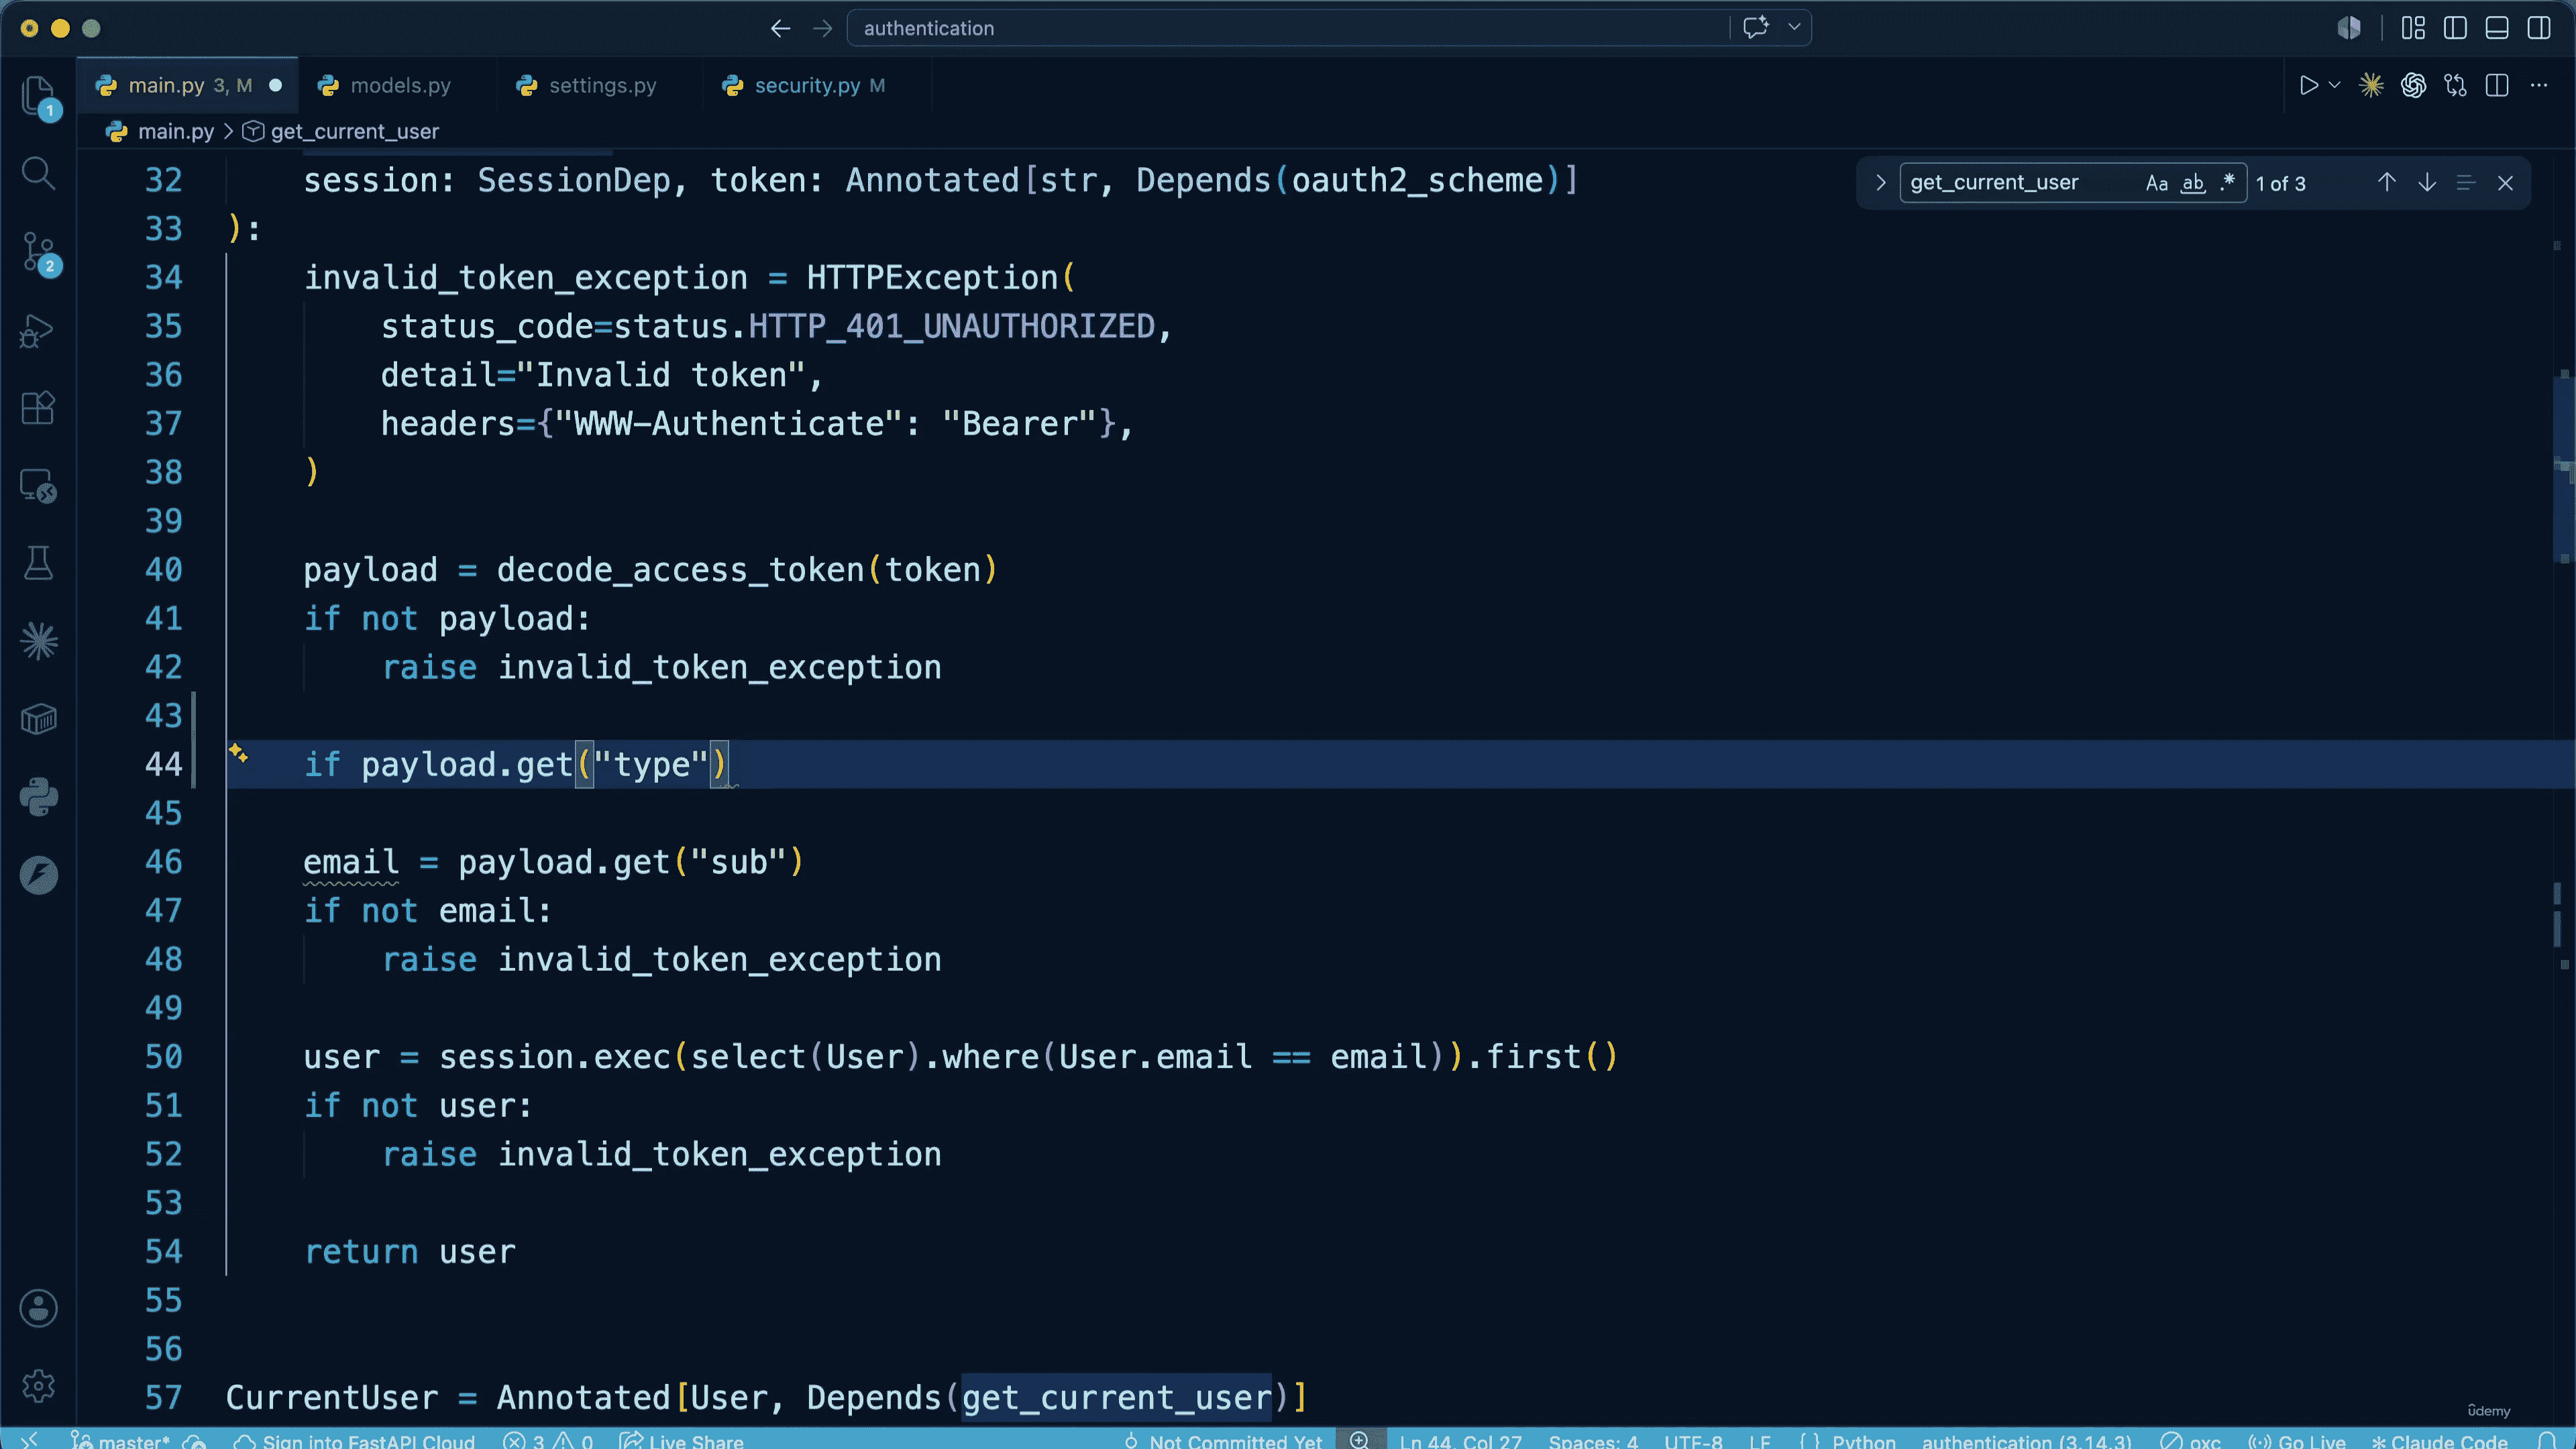 authentication
main.py 3, M
models.py
settings.py
security.py M
main.py > get_current_user
get_current_user Aa ab .* 1 of 3
1
2
32 session: SessionDep, token: Annotated[str, Depends(oauth2_scheme)]
33 ):
34 invalid_token_exception = HTTPException(
35 status_code=status.HTTP_401_UNAUTHORIZED,
36 detail="Invalid token",
37 headers={"WWW-Authenticate": "Bearer"},
38 )
39
40 payload = decode_access_token(token)
41 if not payload:
42 raise invalid_token_exception
43
44 if payload.get("type")
45
46 email = payload.get("sub")
47 if not email:
48 raise invalid_token_exception
49
50 user = session.exec(select(User).where(User.email == email)).first()
51 if not user:
52 raise invalid_token_exception
53
54 return user
55
56
57 CurrentUser = Annotated[User, Depends(get_current_user)]
ûdemy
master* Sign into FastAPI Cloud 3 0 Live Share Not Committed Yet Ln 44, Col 27 Spaces: 4 UTF-8 LF {} Python authentication (3.14.3) oxc Go Live Claude Code